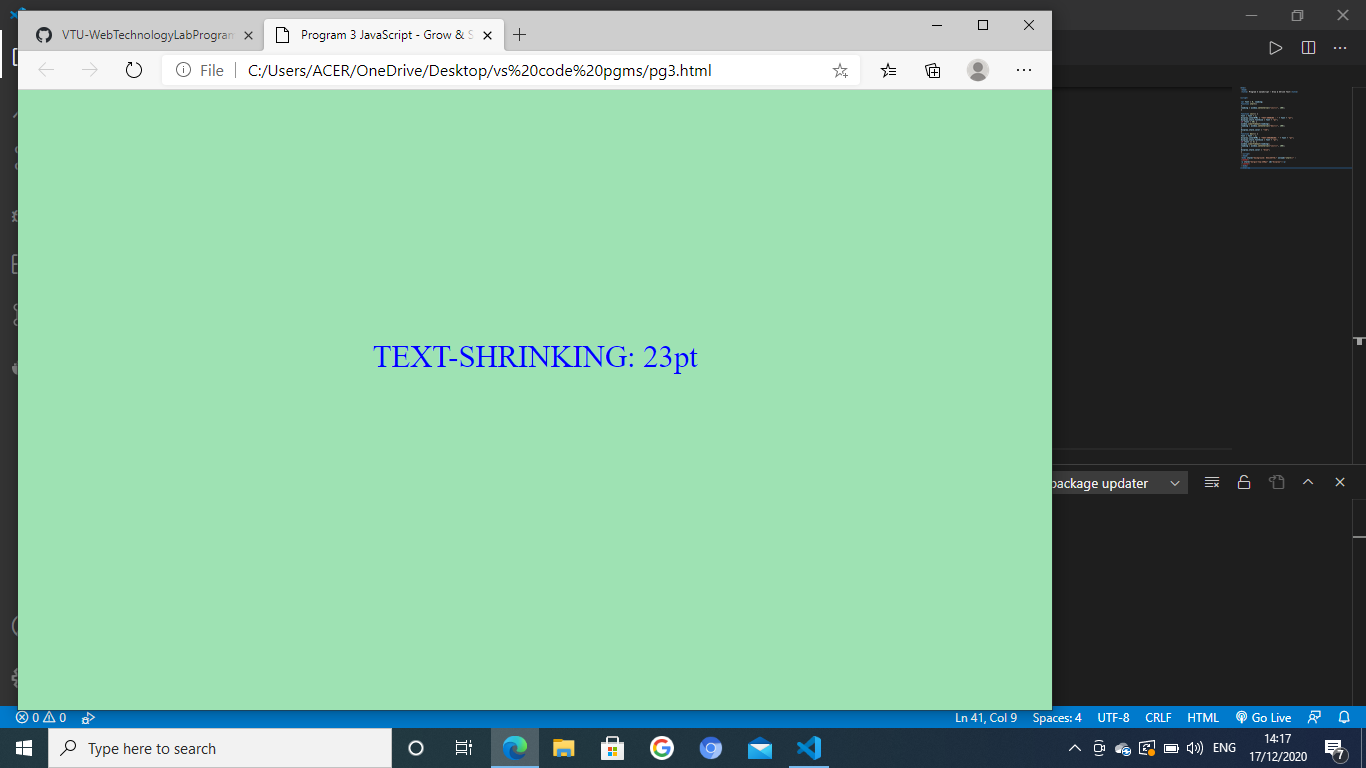 VTU-WebTechnologyLabProgram
Program 3 JavaScript - Grow & S
File
C:/Users/ACER/OneDrive/Desktop/vs%20code%20pgms/pg3.html
TEXT-SHRINKING: 23pt
package updater
0 0
Ln 41, Col 9 Spaces: 4 UTF-8 CRLF HTML Go Live
Type here to search
ENG
14:17
17/12/2020
7